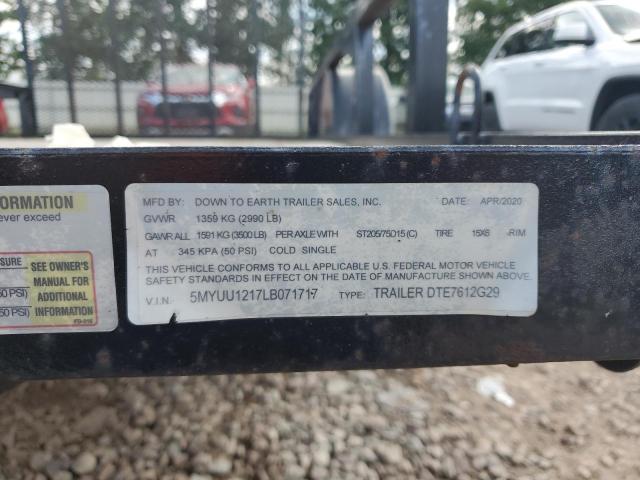 FORMATION
ever exceed
SURE
50 PSI)
50 PSI)
SEE OWNER'S
MANUAL FOR
ADDITIONAL
INFORMATION
MFD BY: DOWN TO EARTH TRAILER SALES, INC. DATE: APR/2020
GVWR 1359 KG (2990 LB)
GAWR ALL 1591 KG (3500 LB) PER AXLE WITH ST205/75D15 (C) TIRE 15X5 -RIM
AT 345 KPA (50 PSI) COLD SINGLE
THIS VEHICLE CONFORMS TO ALL APPLICABLE U.S. FEDERAL MOTOR VEHICLE
SAFETY STANDARDS IN EFFECT ON THE DATE OF MANUFACTURE SHOWN ABOVE.
V.I.N. 5MYUU1217LB071717 TYPE: TRAILER DTE7612G29